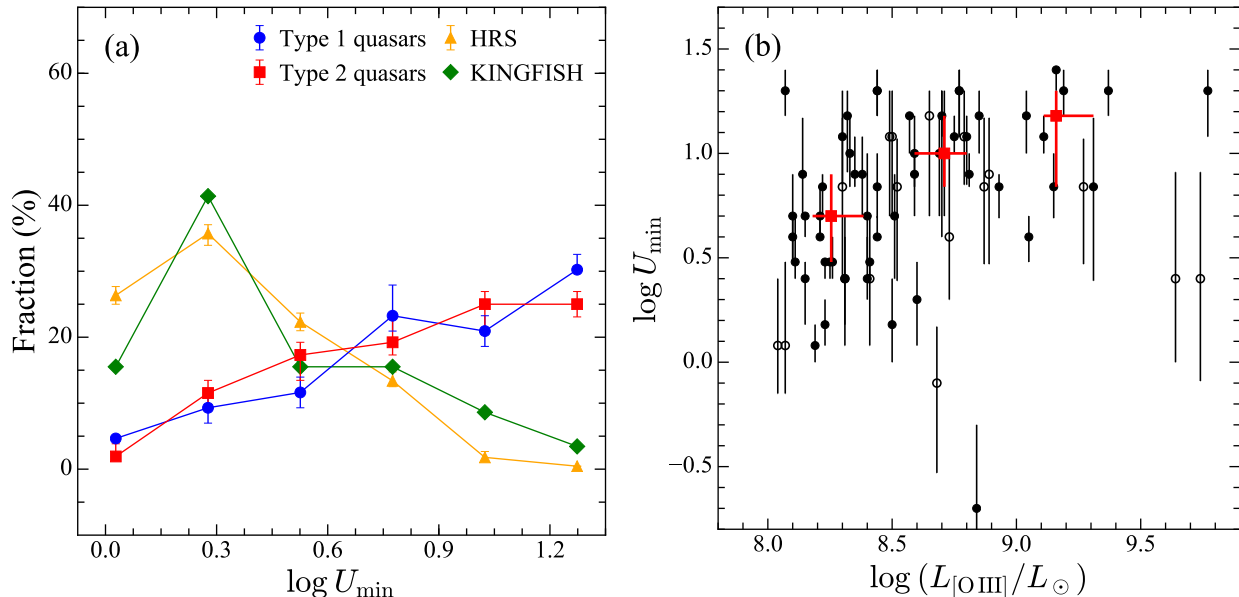 (a)
Type 1 quasars
HRS
Type 2 quasars
KINGFISH
60
40
20
0
Fraction (%)
0.0 0.3 0.6 0.9 1.2
log U_min
(b)
1.5
1.0
0.5
0.0
−0.5
log U_min
8.0 8.5 9.0 9.5
log (L_[O III]/L_⊙)